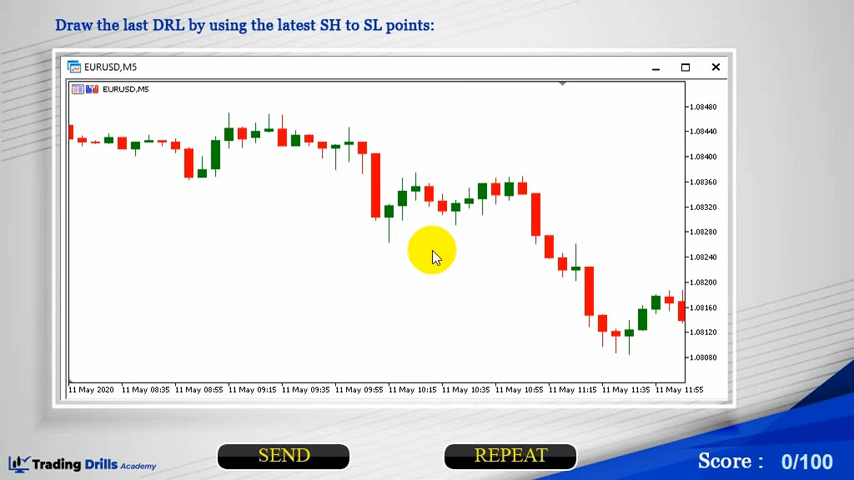 Draw the last DRL by using the latest SH to SL points:
EURUSD,M5
EURUSD,M5
1.08480
1.08440
1.08400
1.08360
1.08320
1.08280
1.08240
1.08200
1.08160
1.08120
1.08080
11 May 2020 11 May 08:35 11 May 08:55 11 May 09:15 11 May 09:35 11 May 09:55 11 May 10:15 11 May 10:35 11 May 10:55 11 May 11:15 11 May 11:35 11 May 11:55
Trading Drills Academy
SEND
REPEAT
Score : 0/100